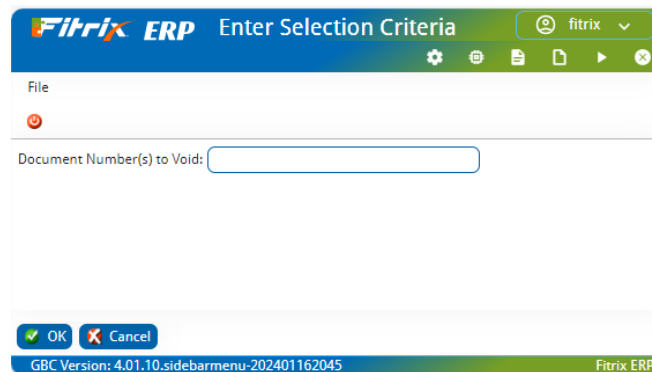 Fitrix ERP Enter Selection Criteria fitrix
File
Document Number(s) to Void:
OK Cancel
GBC Version: 4.01.10.sidebarmenu-202401162045 Fitrix ERP